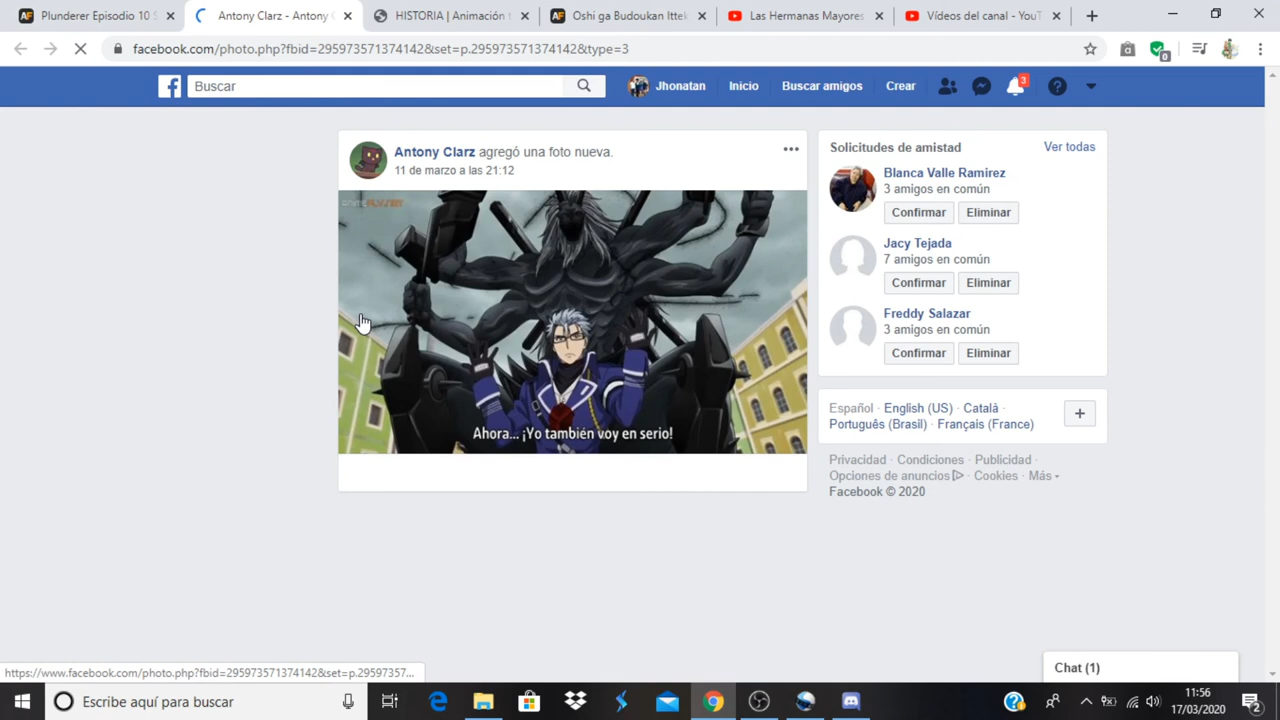 Plunderer Episodio 10 S
Antony Clarz - Antony C
HISTORIA | Animación t
Oshi ga Budoukan Ittek
Las Hermanas Mayores
Vídeos del canal - YouT
facebook.com/photo.php?fbid=295973571374142&set=p.295973571374142&type=3
Buscar
Jhonatan
Inicio
Buscar amigos
Crear
3
Antony Clarz agregó una foto nueva.
11 de marzo a las 21:12
Ahora... ¡Yo también voy en serio!
Solicitudes de amistad
Ver todas
Blanca Valle Ramirez
3 amigos en común
Confirmar
Eliminar
Jacy Tejada
7 amigos en común
Confirmar
Eliminar
Freddy Salazar
3 amigos en común
Confirmar
Eliminar
Español · English (US) · Català ·
Português (Brasil) · Français (France)
Privacidad · Condiciones · Publicidad ·
Opciones de anuncios · Cookies · Más
Facebook © 2020
Chat (1)
https://www.facebook.com/photo.php?fbid=295973571374142&set=p.29597357...
Escribe aquí para buscar
11:56
17/03/2020
2